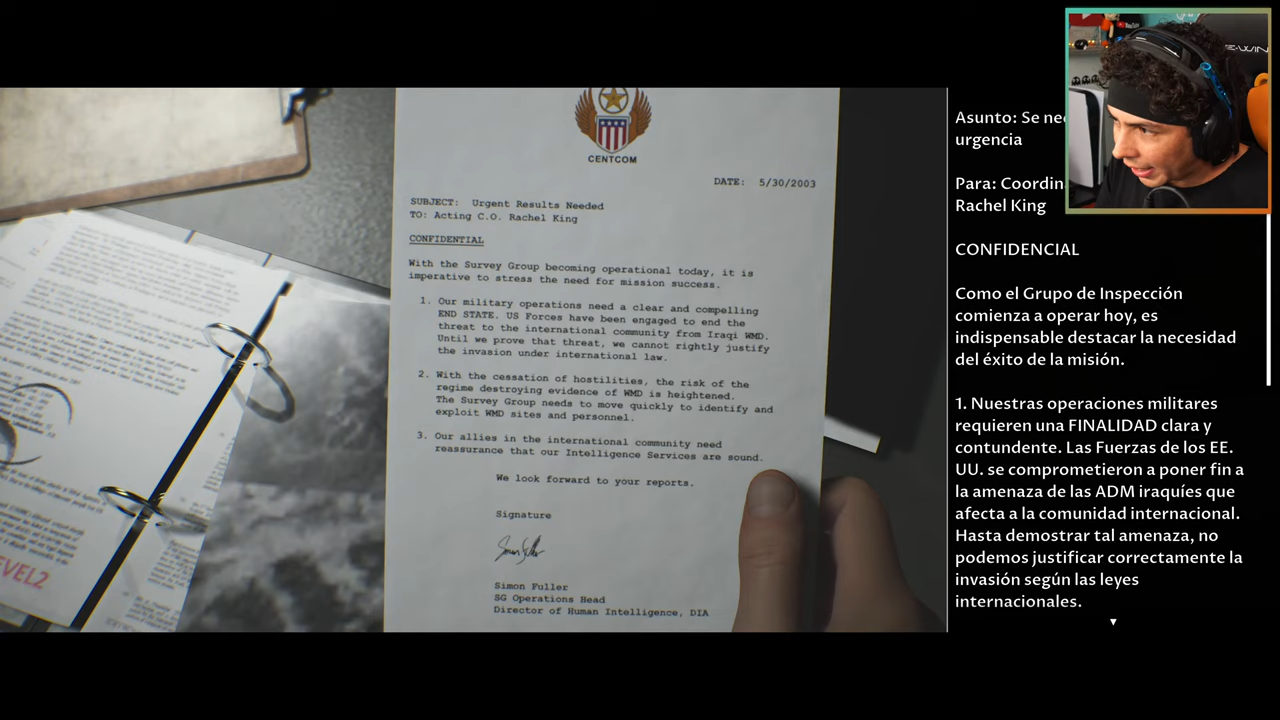 CENTCOM
DATE: 5/30/2003
SUBJECT: Urgent Results Needed
TO: Acting C.O. Rachel King
CONFIDENTIAL
With the Survey Group becoming operational today, it is
imperative to stress the need for mission success.
1. Our military operations need a clear and compelling
END STATE. US Forces have been engaged to end the
threat to the international community from Iraqi WMD.
Until we prove that threat, we cannot rightly justify
the invasion under international law.
2. With the cessation of hostilities, the risk of the
regime destroying evidence of WMD is heightened.
The Survey Group needs to move quickly to identify and
exploit WMD sites and personnel.
3. Our allies in the international community need
reassurance that our Intelligence Services are sound.
We look forward to your reports.
Signature
Simon Fuller
SG Operations Head
Director of Human Intelligence, DIA
LEVEL2
Asunto: Se
urgencia
Para:
Rachel King
CONFIDENCIAL
Como el Grupo de Inspección
comienza a operar hoy, es
indispensable destacar la necesidad
del éxito de la misión.
1. Nuestras operaciones militares
requieren una FINALIDAD clara y
contundente. Las Fuerzas de los EE.
UU. se comprometieron a poner fin a
la amenaza de las ADM iraquíes que
afecta a la comunidad internacional.
Hasta demostrar tal amenaza, no
podemos justificar correctamente la
invasión según las leyes
internacionales.
E-WIN